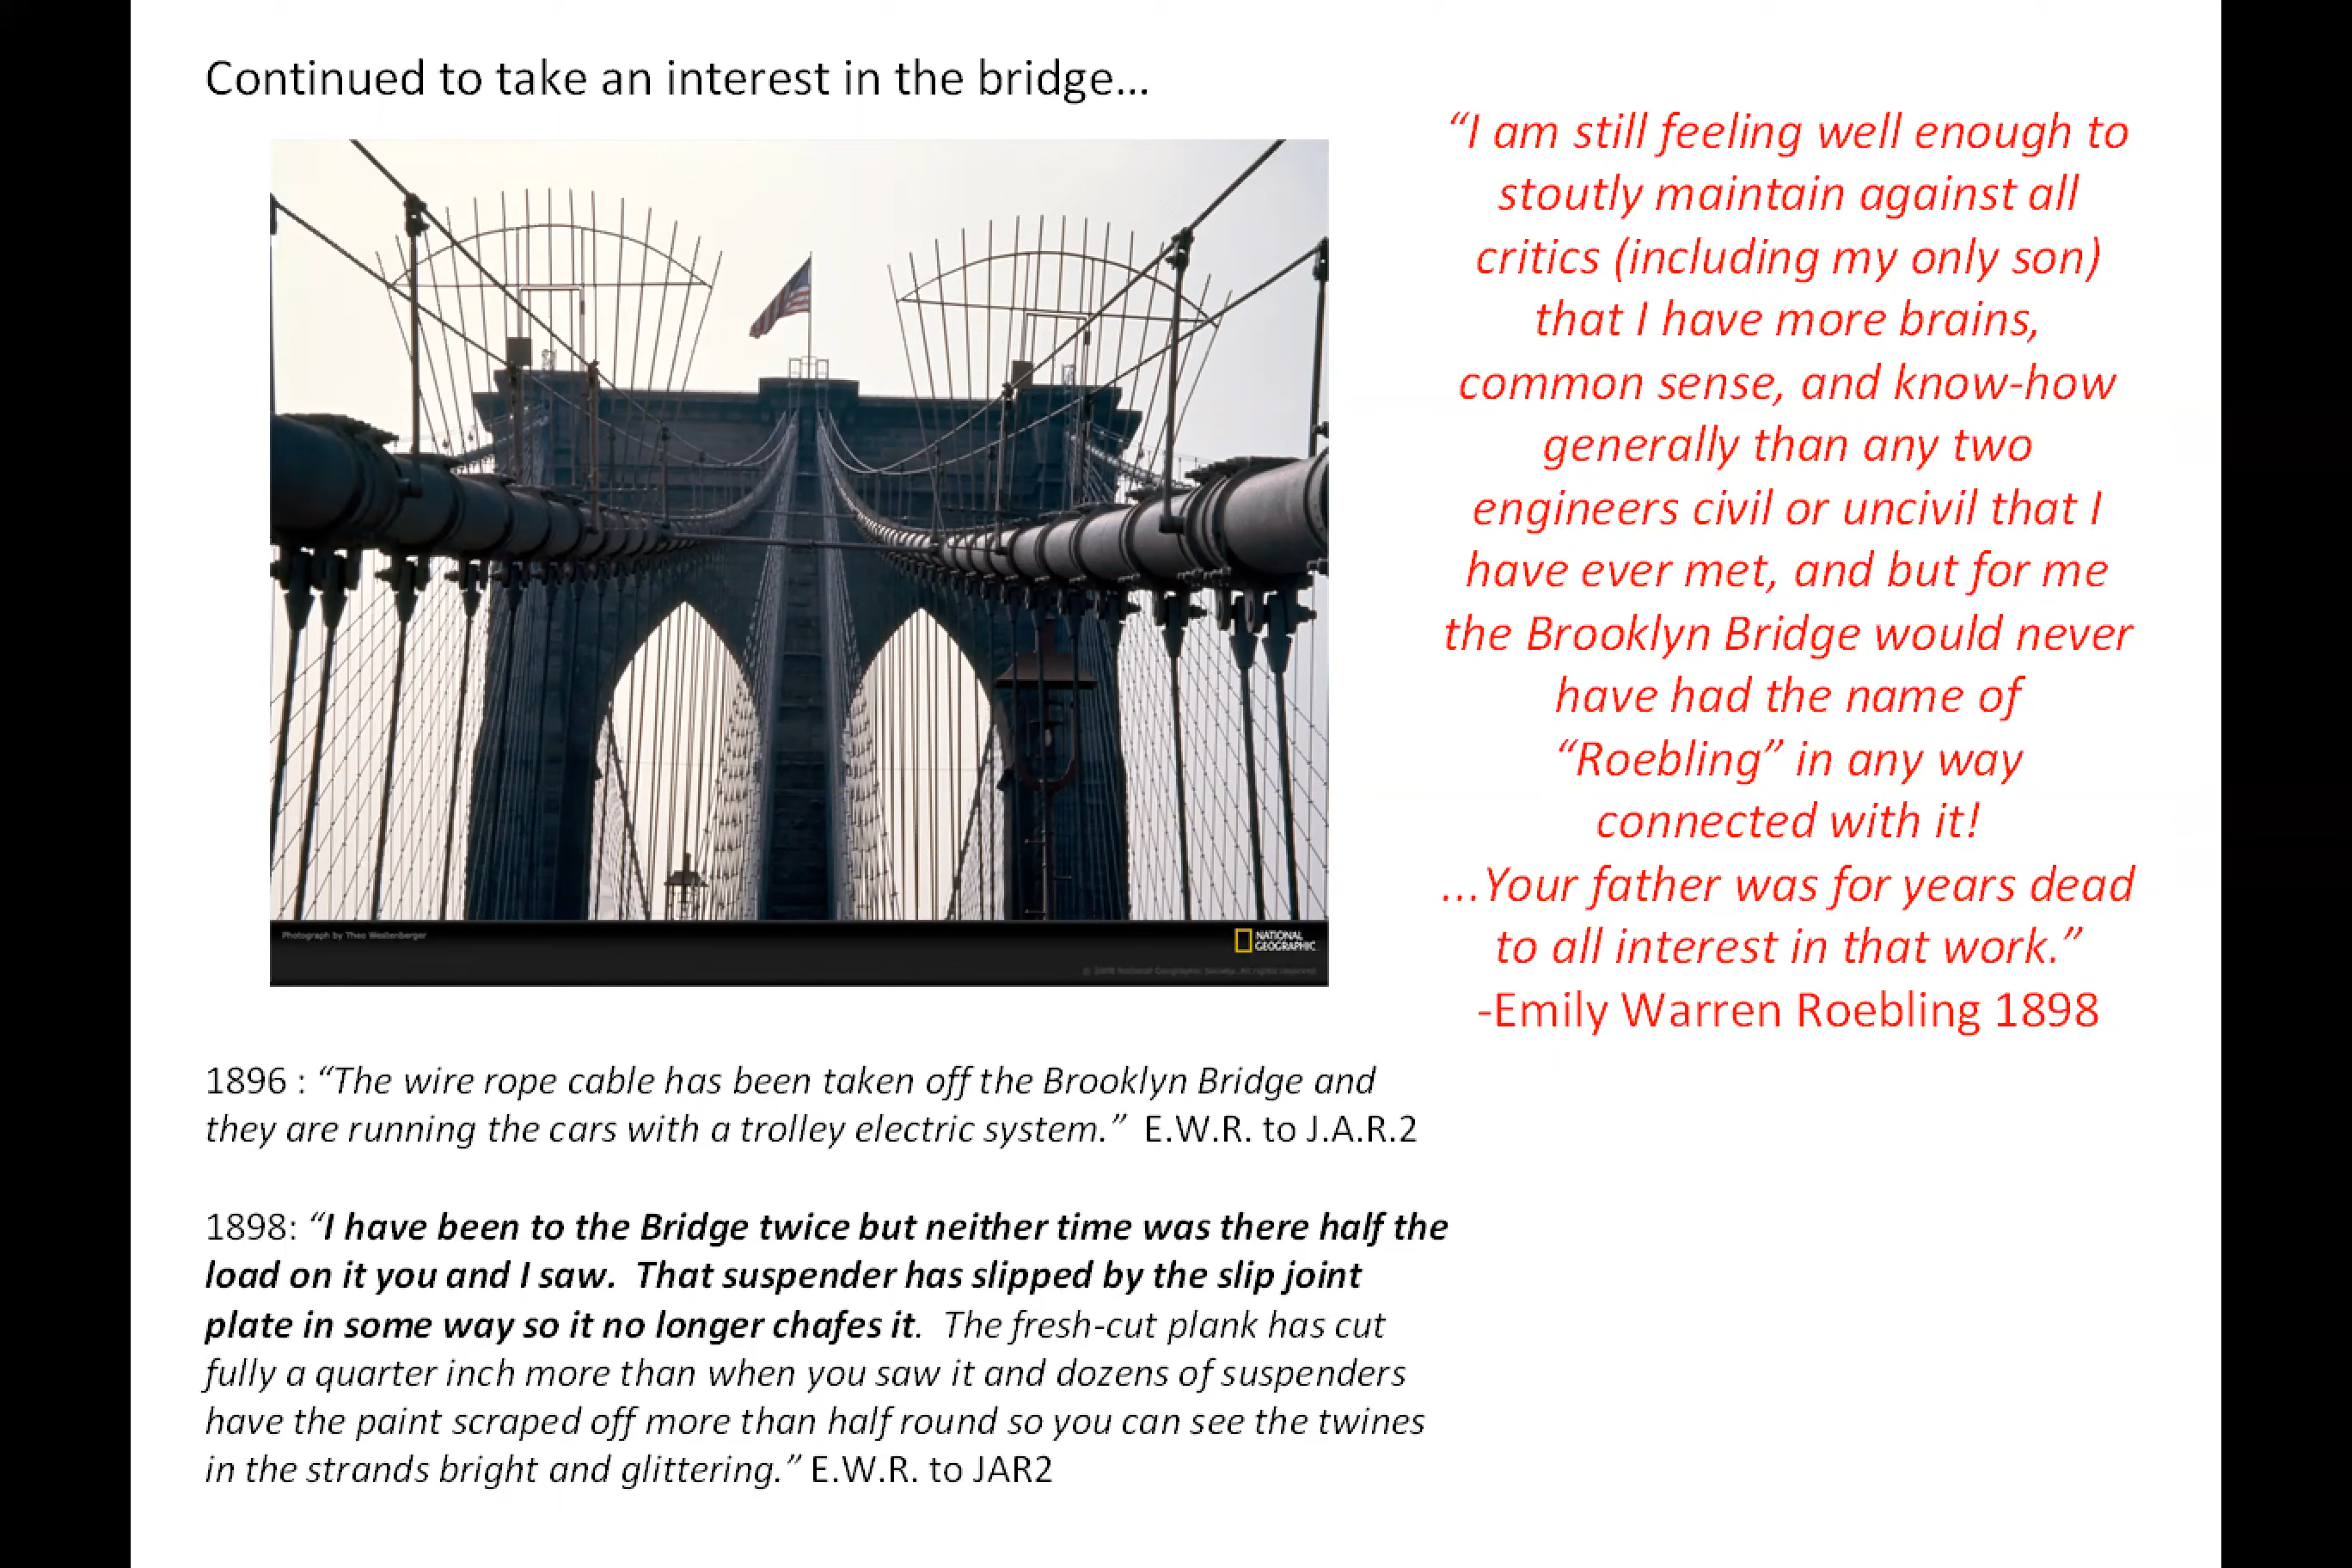 Continued to take an interest in the bridge...
Photograph by Theo Westenberger
NATIONAL
GEOGRAPHIC
© 2008 National Geographic Society. All rights reserved.
1896 : “The wire rope cable has been taken off the Brooklyn Bridge and
they are running the cars with a trolley electric system.” E.W.R. to J.A.R.2
1898: “I have been to the Bridge twice but neither time was there half the
load on it you and I saw. That suspender has slipped by the slip joint
plate in some way so it no longer chafes it. The fresh-cut plank has cut
fully a quarter inch more than when you saw it and dozens of suspenders
have the paint scraped off more than half round so you can see the twines
in the strands bright and glittering.” E.W.R. to JAR2
“I am still feeling well enough to
stoutly maintain against all
critics (including my only son)
that I have more brains,
common sense, and know-how
generally than any two
engineers civil or uncivil that I
have ever met, and but for me
the Brooklyn Bridge would never
have had the name of
“Roebling” in any way
connected with it!
...Your father was for years dead
to all interest in that work.”
-Emily Warren Roebling 1898